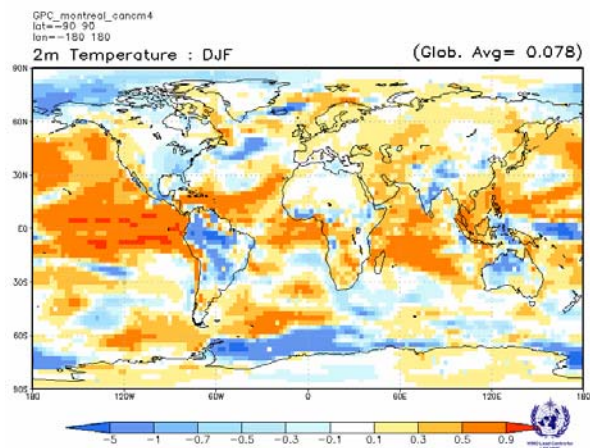 GPC_montreal_cancm4
lat=-90 90
lon=-180 180
2m Temperature : DJF (Glob. Avg= 0.078)
90N
60N
30N
EQ
30S
60S
90S
180 120W 60W 0 60E 120E 180
-5 -1 -0.7 -0.5 -0.3 -0.1 0.1 0.3 0.5 0.9